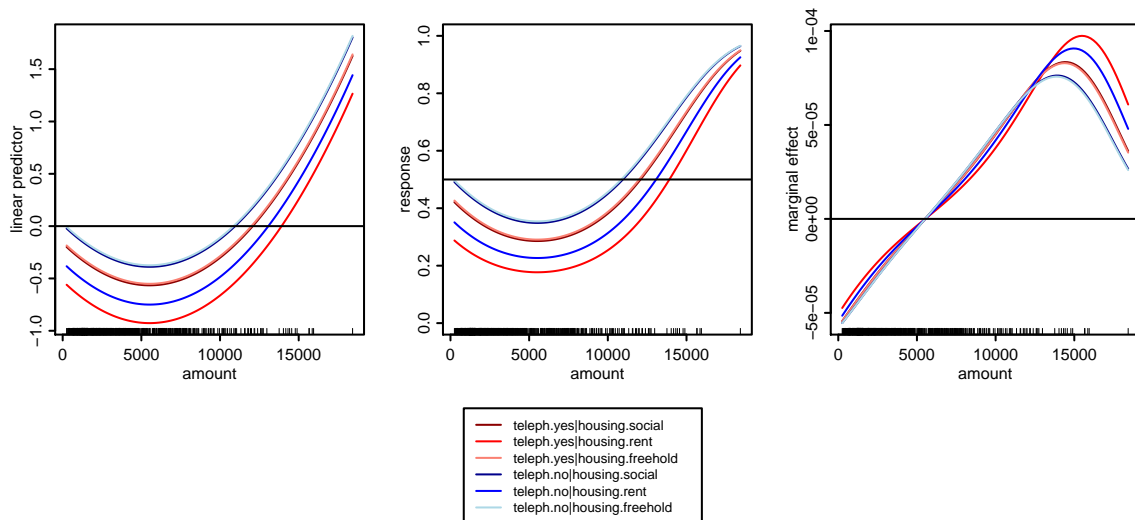 linear predictor
1.5
1.0
0.5
0.0
−0.5
−1.0
0 5000 10000 15000
amount
response
1.0
0.8
0.6
0.4
0.2
0.0
0 5000 10000 15000
amount
marginal effect
1e−04
5e−05
0e+00
−5e−05
0 5000 10000 15000
amount
teleph.yes|housing.social
teleph.yes|housing.rent
teleph.yes|housing.freehold
teleph.no|housing.social
teleph.no|housing.rent
teleph.no|housing.freehold